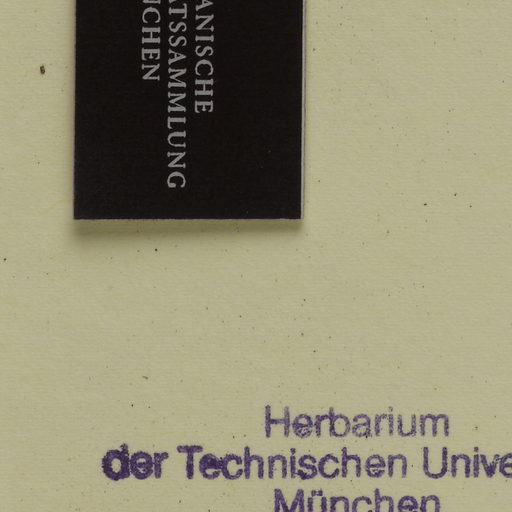 ANISCHE
ATSSAMMLUNG
NCHEN
Herbarium
der Technischen Unive
München